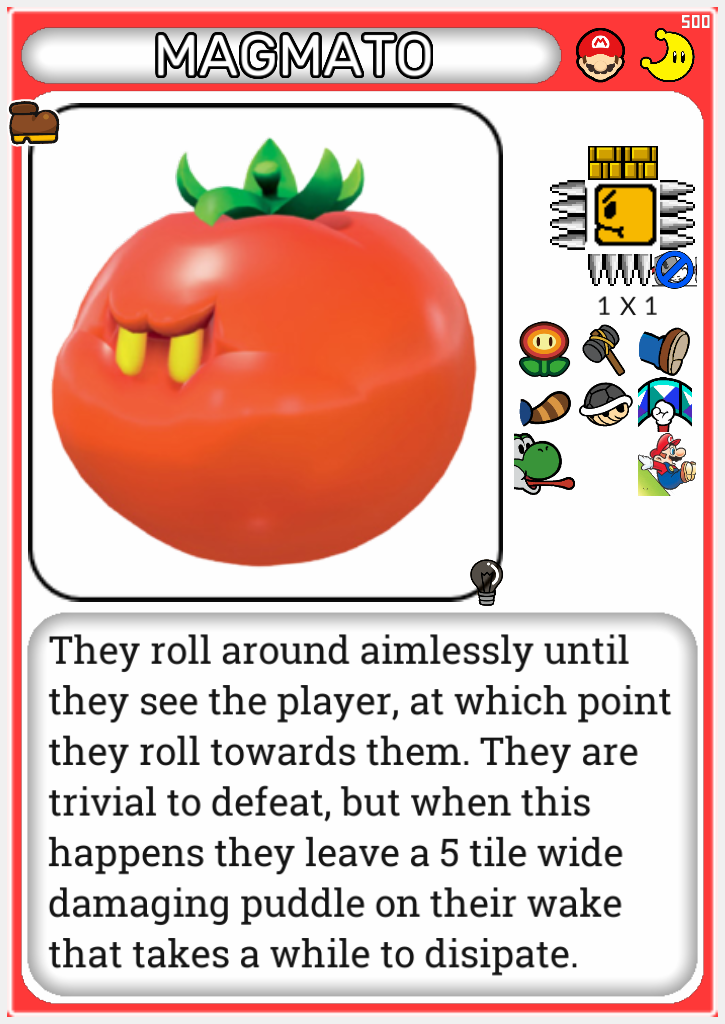 500
MAGMATO
1 X 1
They roll around aimlessly until
they see the player, at which point
they roll towards them. They are
trivial to defeat, but when this
happens they leave a 5 tile wide
damaging puddle on their wake
that takes a while to disipate.